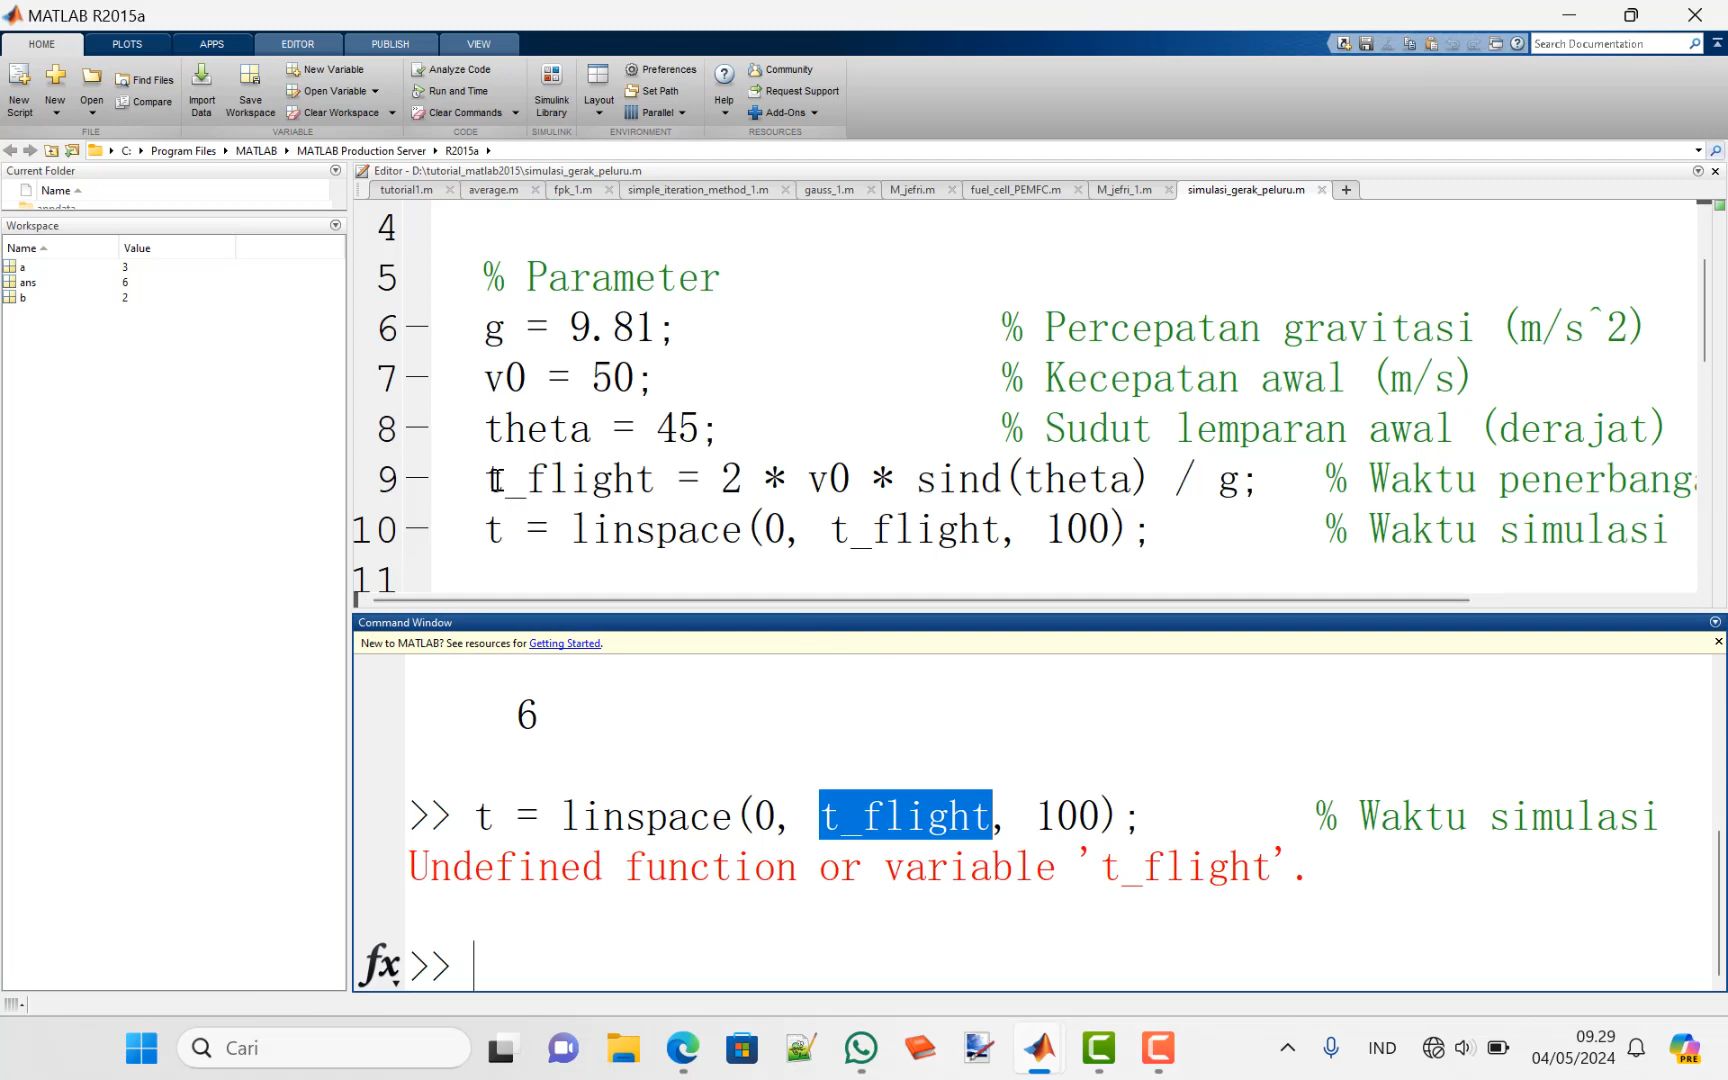 MATLAB R2015a
HOME PLOTS APPS EDITOR PUBLISH VIEW Search Documentation
New Script New Open Find Files Compare Import Data Save Workspace New Variable Open Variable Clear Workspace Analyze Code Run and Time Clear Commands Simulink Library Layout Preferences Set Path Parallel Help Community Request Support Add-Ons
FILE VARIABLE CODE SIMULINK ENVIRONMENT RESOURCES
C: Program Files MATLAB MATLAB Production Server R2015a
Current Folder
Name
appdata
Workspace
Name Value
a 3
ans 6
b 2
Editor - D:\tutorial_matlab2015\simulasi_gerak_peluru.m
tutorial1.m average.m fpk_1.m simple_iteration_method_1.m gauss_1.m M_jefri.m fuel_cell_PEMFC.m M_jefri_1.m simulasi_gerak_peluru.m
4
5 % Parameter
6 g = 9.81; % Percepatan gravitasi (m/s^2)
7 v0 = 50; % Kecepatan awal (m/s)
8 theta = 45; % Sudut lemparan awal (derajat)
9 t_flight = 2 * v0 * sind(theta) / g; % Waktu penerbanga
10 t = linspace(0, t_flight, 100); % Waktu simulasi
11
Command Window
New to MATLAB? See resources for Getting Started.
6
>> t = linspace(0, t_flight, 100); % Waktu simulasi
Undefined function or variable 't_flight'.
fx >>
Cari
IND
09.29
04/05/2024
PRE